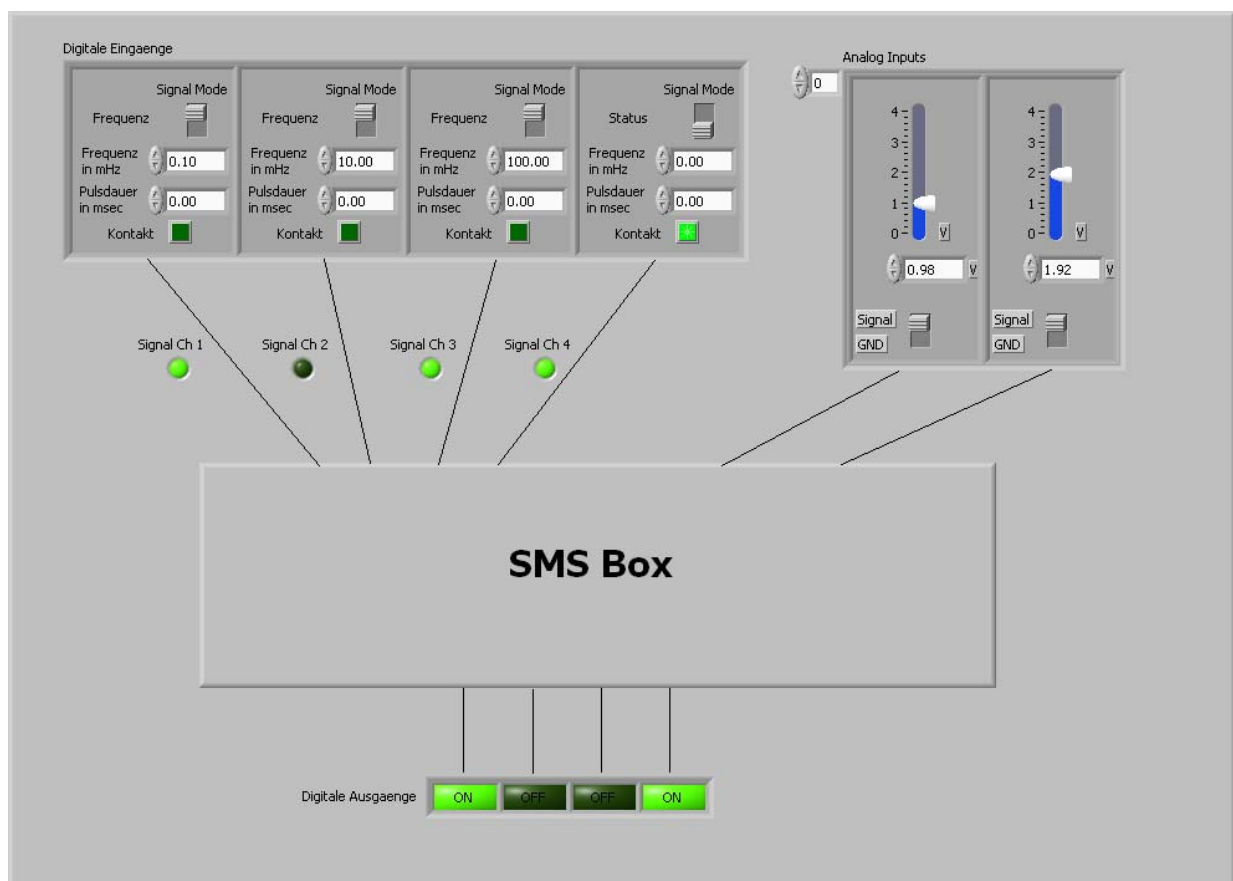 Digitale Eingaenge
Analog Inputs
Signal Mode Signal Mode Signal Mode Signal Mode
0
Frequenz Frequenz Frequenz Status
Frequenz in mHz 0.10 Frequenz in mHz 10.00 Frequenz in mHz 100.00 Frequenz in mHz 0.00
Pulsdauer in msec 0.00 Pulsdauer in msec 0.00 Pulsdauer in msec 0.00 Pulsdauer in msec 0.00
Kontakt Kontakt Kontakt Kontakt
4 4
3 3
2 2
1 1
0 V 0 V
0.98 V 1.92 V
Signal Signal
GND GND
Signal Ch 1 Signal Ch 2 Signal Ch 3 Signal Ch 4
SMS Box
Digitale Ausgaenge ON OFF OFF ON